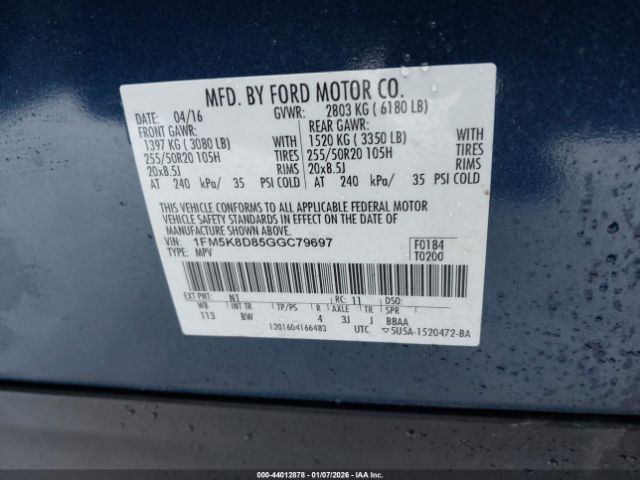 MFD. BY FORD MOTOR CO.
DATE: 04/16 GVWR: 2803 KG ( 6180 LB)
FRONT GAWR: REAR GAWR:
1397 KG ( 3080 LB) WITH 1520 KG ( 3350 LB) WITH
255/50R20 105H TIRES 255/50R20 105H TIRES
20x8.5J RIMS 20x8.5J RIMS
AT 240 kPa/ 35 PSI COLD AT 240 kPa/ 35 PSI COLD
THIS VEHICLE CONFORMS TO ALL APPLICABLE FEDERAL MOTOR
VEHICLE SAFETY STANDARDS IN EFFECT ON THE DATE OF MANUFACTURE SHOWN ABOVE.
VIN: 1FM5K8D85GGC79697 F0184
TYPE: MPV T0200
EXT PNT: N1 RC: 11 DSO:
WB INT TR TP/PS R AXLE TR SPR
113 BW 4 3J J BBAA
1201604166483 UTC ▽5U5A-1520472-BA
000-44012878 - 01/07/2026 - Copyright © IAA